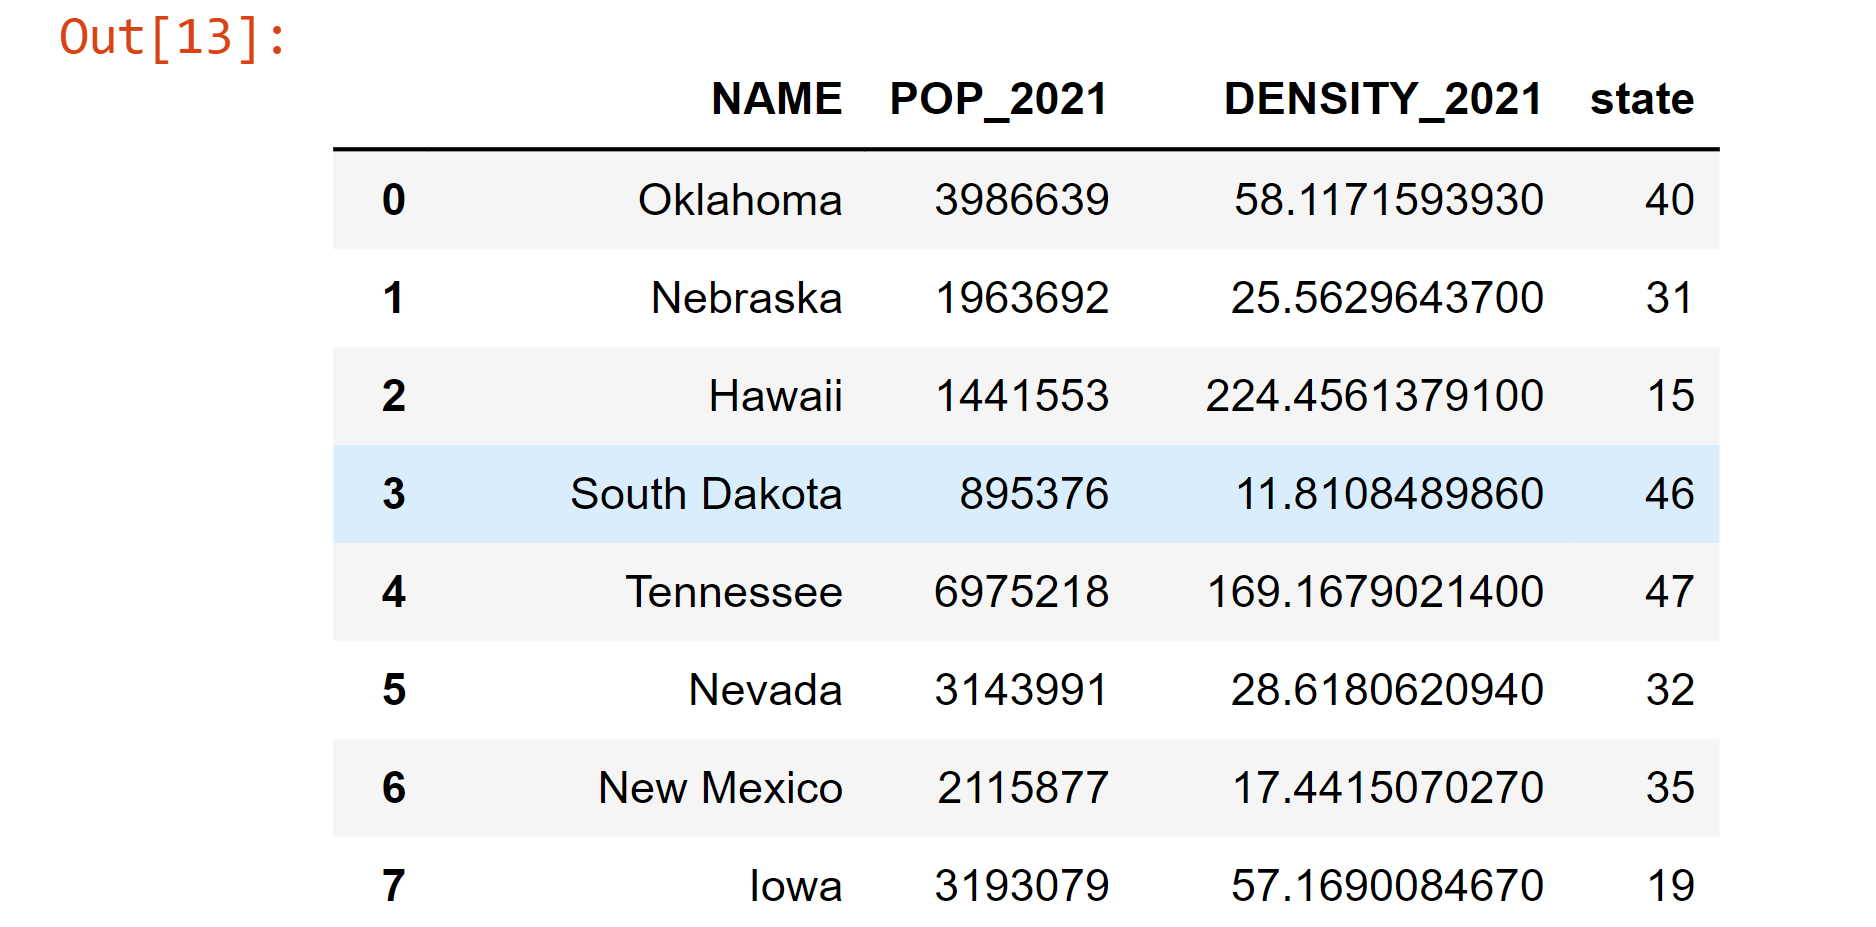 Out[13]:
NAME POP_2021 DENSITY_2021 state
0 Oklahoma 3986639 58.1171593930 40
1 Nebraska 1963692 25.5629643700 31
2 Hawaii 1441553 224.4561379100 15
3 South Dakota 895376 11.8108489860 46
4 Tennessee 6975218 169.1679021400 47
5 Nevada 3143991 28.6180620940 32
6 New Mexico 2115877 17.4415070270 35
7 Iowa 3193079 57.1690084670 19